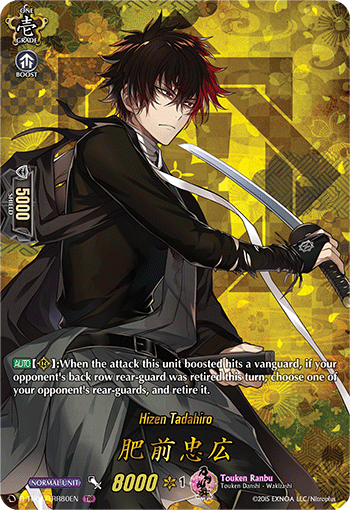 ONE
壱
GRADE
BOOST
5000
SHIELD
AUTO【】:When the attack this unit boosted hits a vanguard, if your
opponent's back row rear-guard was retired this turn, choose one of
your opponent's rear-guards, and retire it.
Hizen Tadahiro
肥前忠広
NORMAL UNIT
8000 1
Touken Ranbu
Touken Danshi - Wakizashi
©2015 EXNOA LLC/Nitroplus